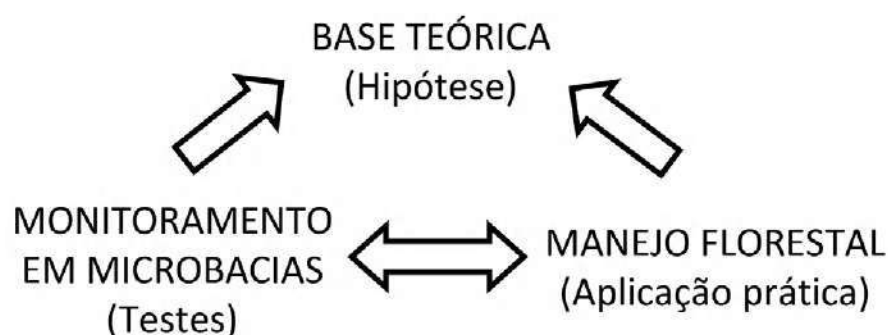 BASE TEÓRICA
(Hipótese)
MONITORAMENTO
EM MICROBACIAS
(Testes)
MANEJO FLORESTAL
(Aplicação prática)